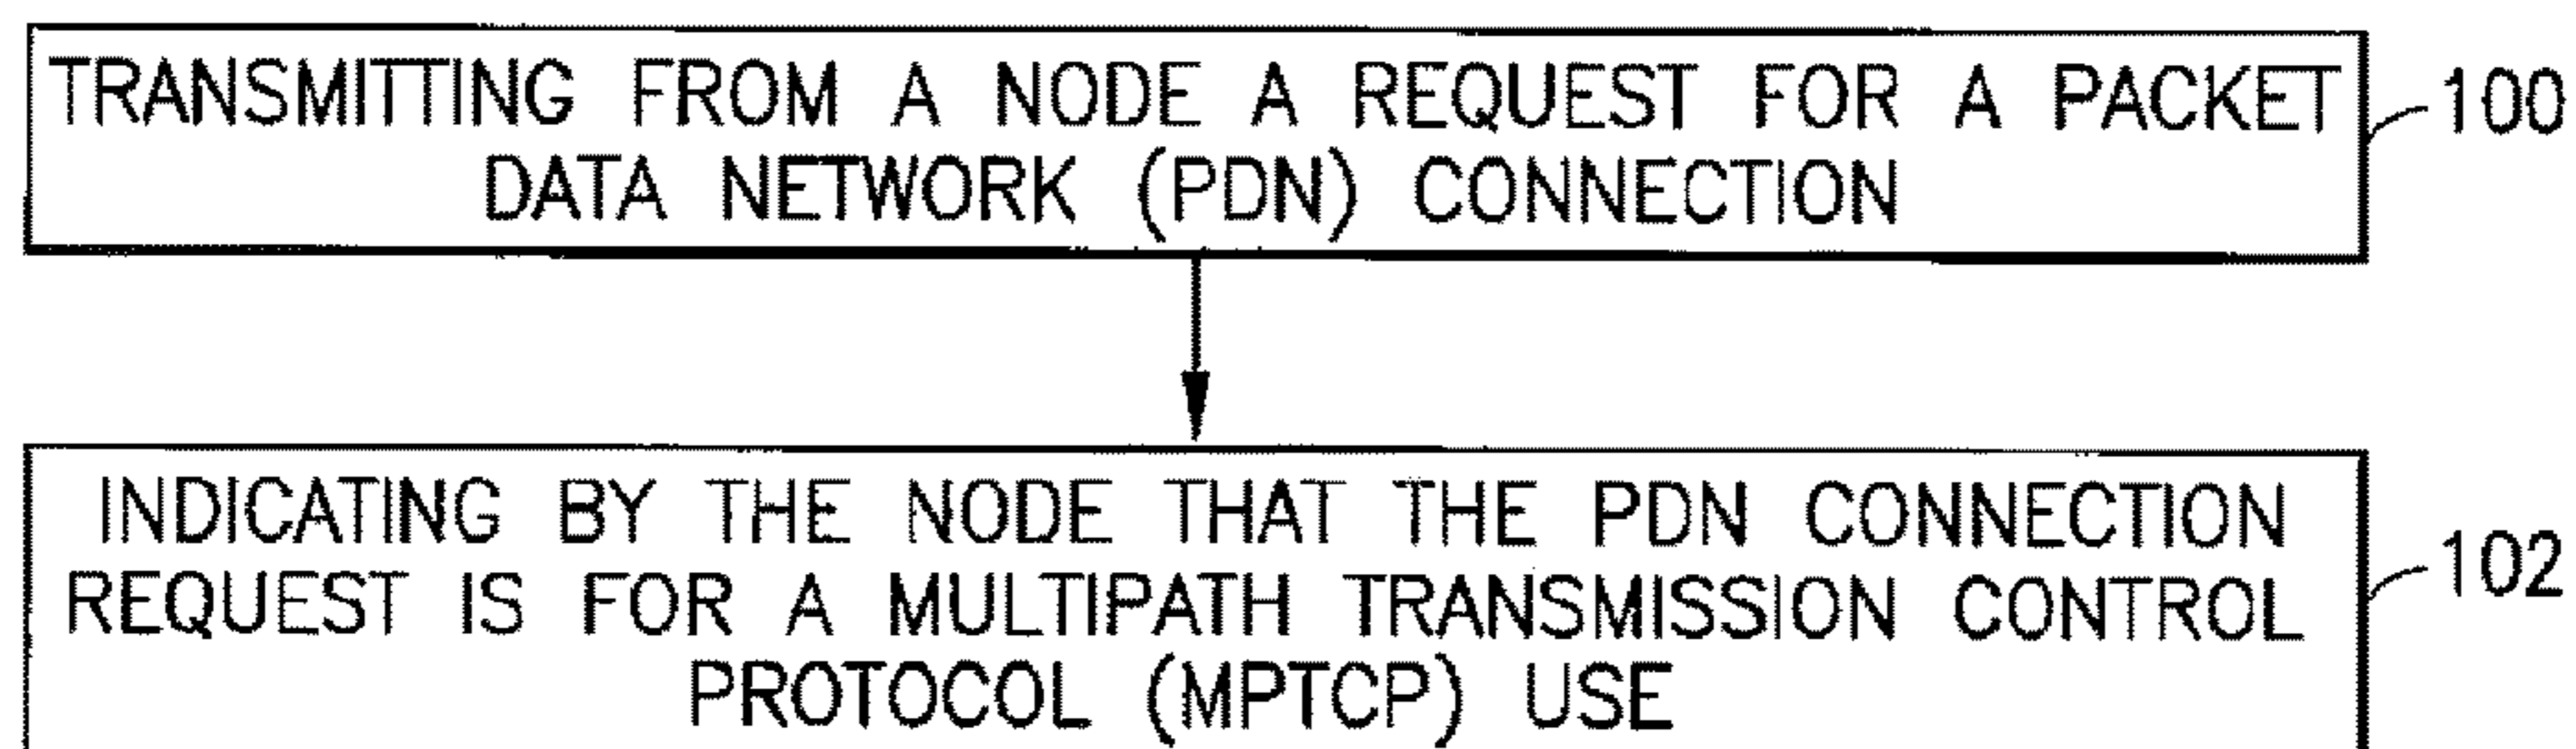 TRANSMITTING FROM A NODE A REQUEST FOR A PACKET
DATA NETWORK (PDN) CONNECTION
100
INDICATING BY THE NODE THAT THE PDN CONNECTION
REQUEST IS FOR A MULTIPATH TRANSMISSION CONTROL
PROTOCOL (MPTCP) USE
102